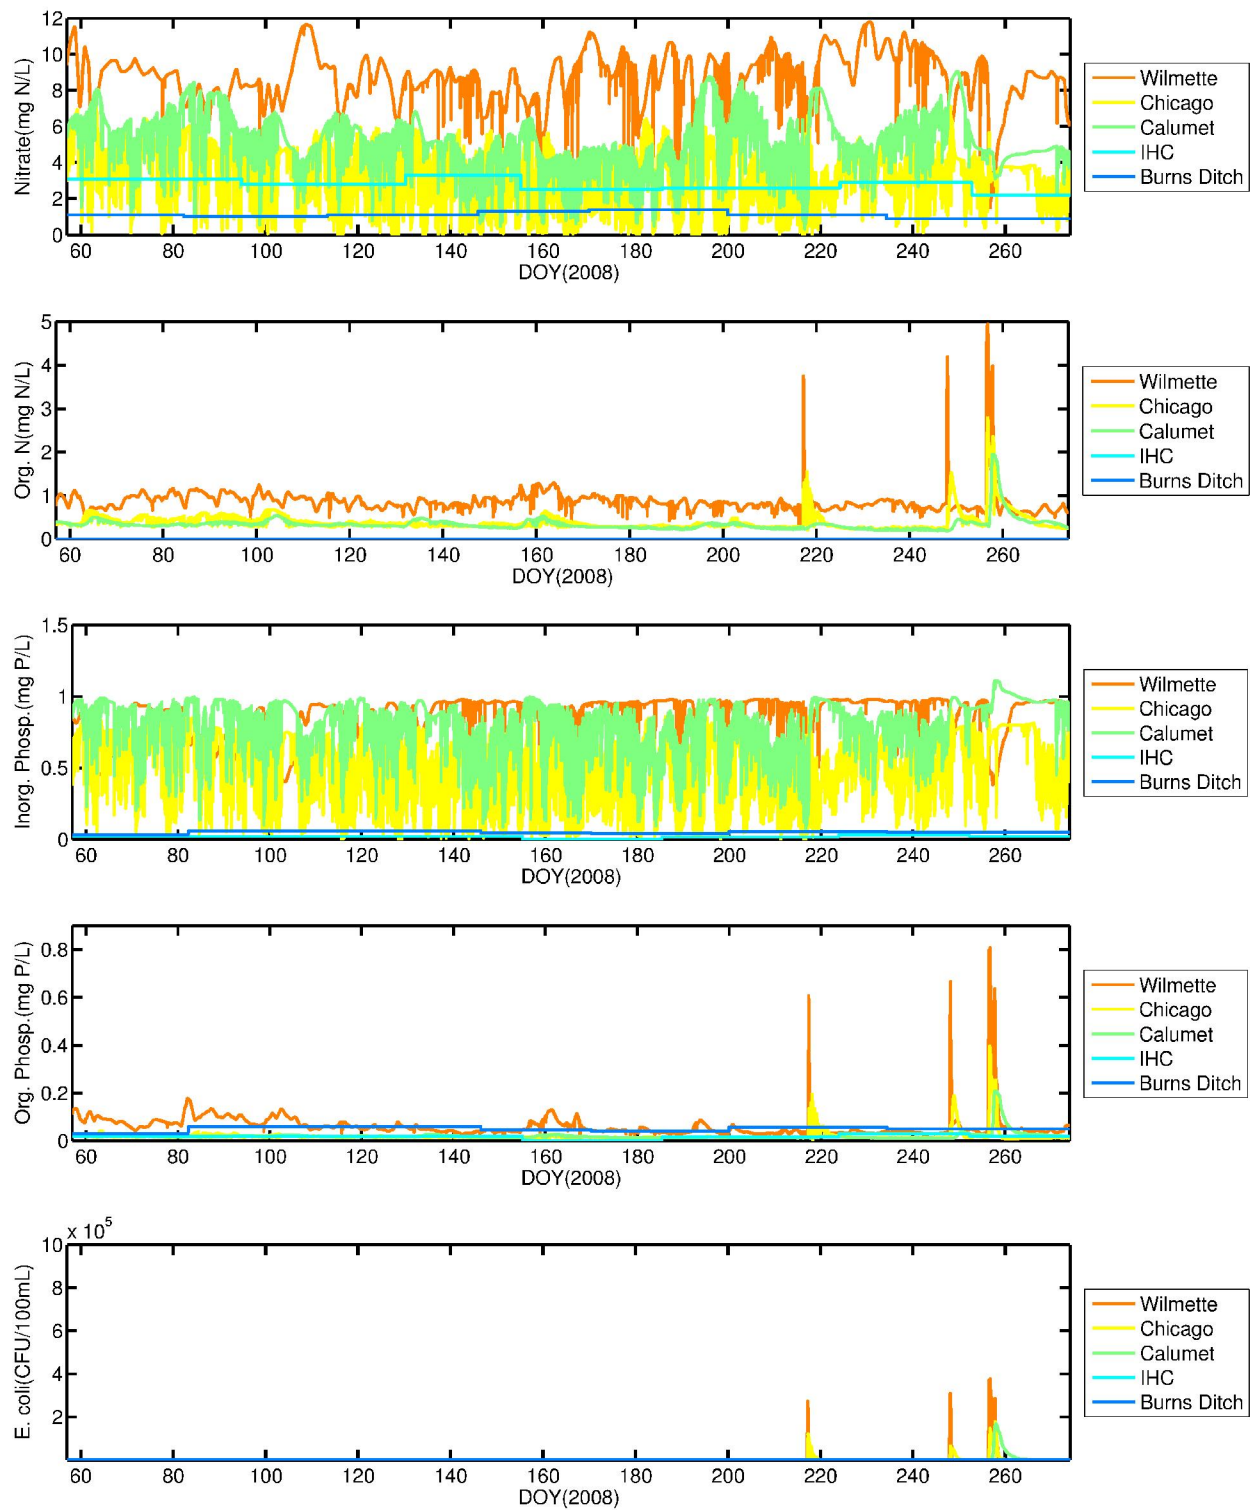 12
10
8
6
4
2
0
Nitrate(mg N/L)
60 80 100 120 140 160 180 200 220 240 260
DOY(2008)
Wilmette
Chicago
Calumet
IHC
Burns Ditch
5
4
3
2
1
0
Org. N(mg N/L)
60 80 100 120 140 160 180 200 220 240 260
DOY(2008)
Wilmette
Chicago
Calumet
IHC
Burns Ditch
1.5
1
0.5
0
Inorg. Phosp.(mg P/L)
60 80 100 120 140 160 180 200 220 240 260
DOY(2008)
Wilmette
Chicago
Calumet
IHC
Burns Ditch
0.8
0.6
0.4
0.2
0
Org. Phosp.(mg P/L)
60 80 100 120 140 160 180 200 220 240 260
DOY(2008)
Wilmette
Chicago
Calumet
IHC
Burns Ditch
x 10^5
10
8
6
4
2
E. coli(CFU/100mL)
60 80 100 120 140 160 180 200 220 240 260
DOY(2008)
Wilmette
Chicago
Calumet
IHC
Burns Ditch